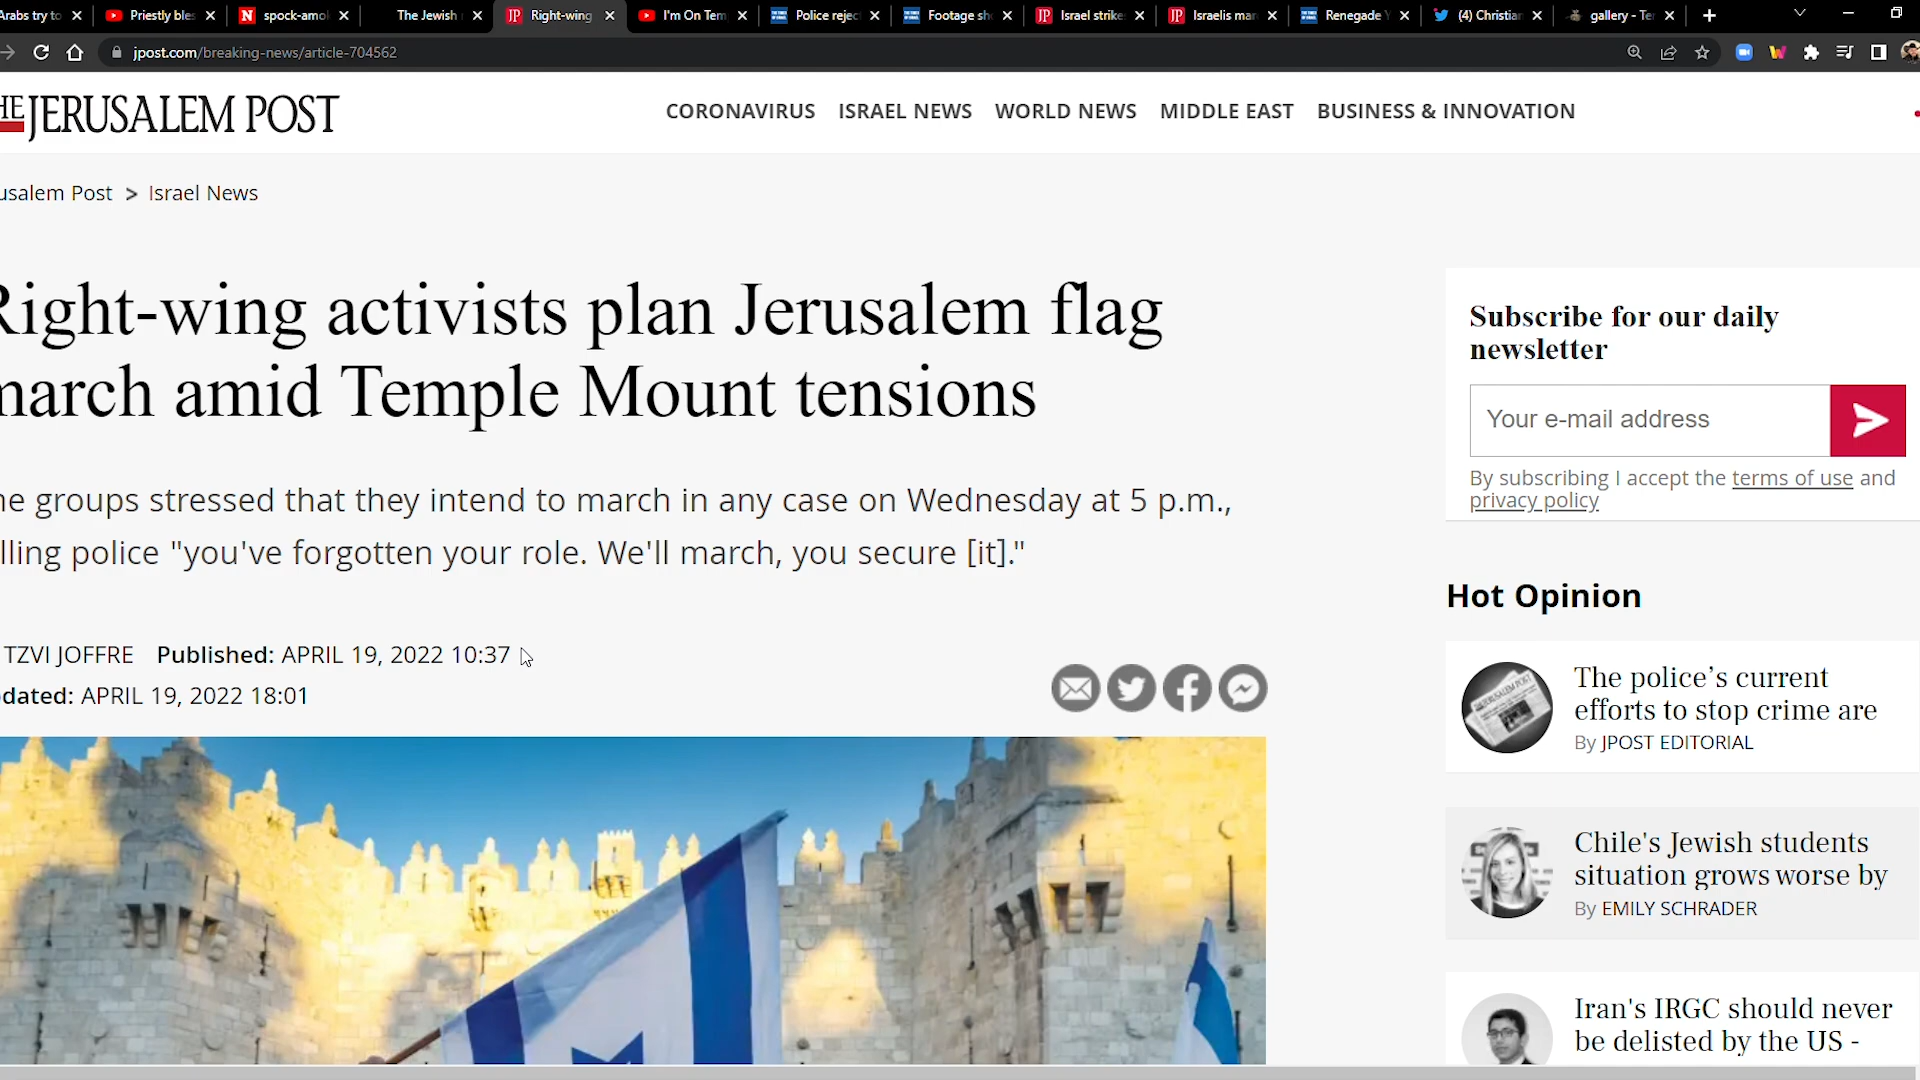 Arabs try to
Priestly ble
spock-amo
The Jewish
Right-wing
I'm On Tem
Police rejec
Footage sh
Israel strike
Israelis mar
Renegade Y
(4) Christian
gallery - Te
jpost.com/breaking-news/article-704562
HE JERUSALEM POST
CORONAVIRUS ISRAEL NEWS WORLD NEWS MIDDLE EAST BUSINESS & INNOVATION
usalem Post > Israel News
Right-wing activists plan Jerusalem flag
march amid Temple Mount tensions
he groups stressed that they intend to march in any case on Wednesday at 5 p.m.,
lling police "you've forgotten your role. We'll march, you secure [it]."
TZVI JOFFRE Published: APRIL 19, 2022 10:37
dated: APRIL 19, 2022 18:01
Subscribe for our daily
newsletter
Your e-mail address
By subscribing I accept the terms of use and
privacy policy
Hot Opinion
The police's current
efforts to stop crime are
By JPOST EDITORIAL
Chile's Jewish students
situation grows worse by
By EMILY SCHRADER
Iran's IRGC should never
be delisted by the US -